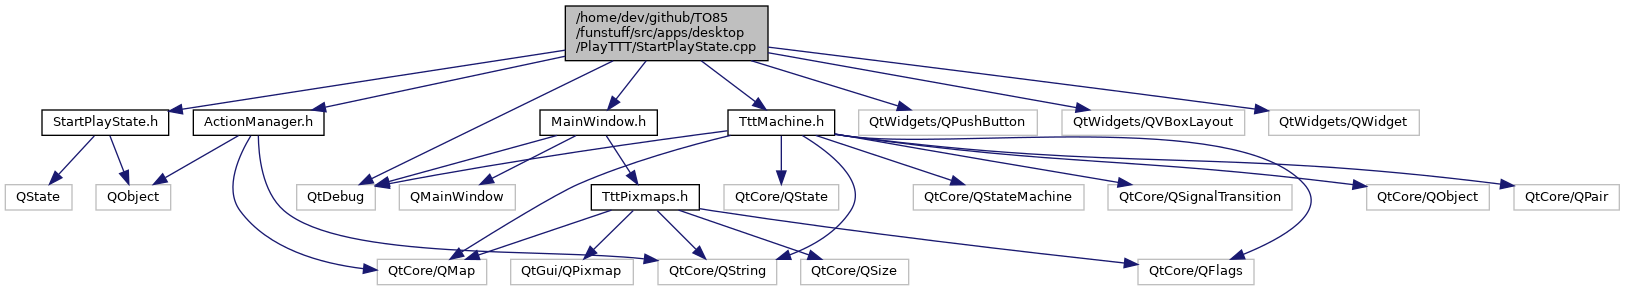 /home/dev/github/TO85
/funstuff/src/apps/desktop
/PlayTTT/StartPlayState.cpp
StartPlayState.h
ActionManager.h
MainWindow.h
TttMachine.h
QtWidgets/QPushButton
QtWidgets/QVBoxLayout
QtWidgets/QWidget
QState
QObject
QtDebug
QMainWindow
TttPixmaps.h
QtCore/QState
QtCore/QStateMachine
QtCore/QSignalTransition
QtCore/QObject
QtCore/QPair
QtCore/QMap
QtGui/QPixmap
QtCore/QString
QtCore/QSize
QtCore/QFlags